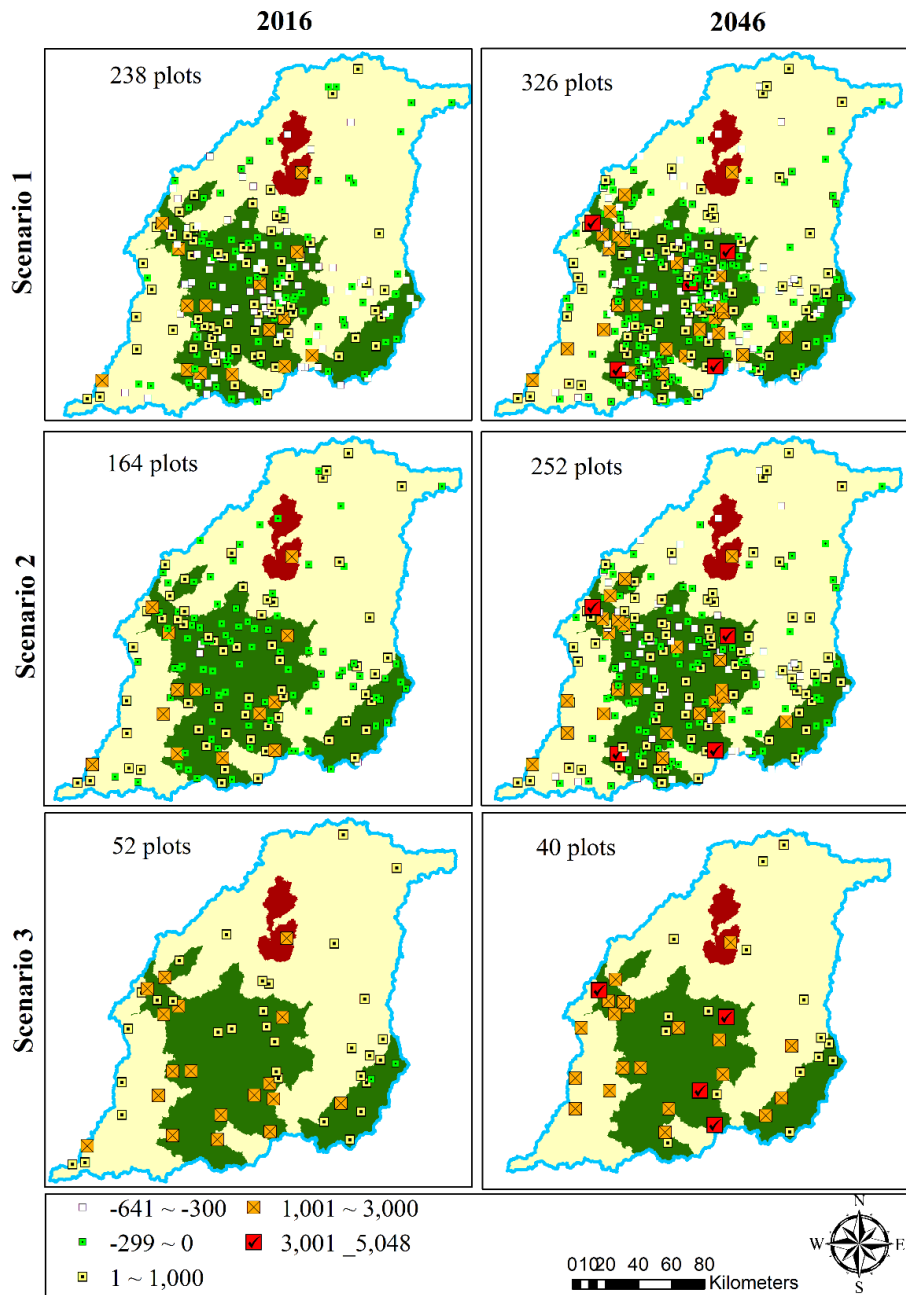 2016
2046
Scenario 1
238 plots
326 plots
Scenario 2
164 plots
252 plots
Scenario 3
52 plots
40 plots
-641 ~ -300
1,001 ~ 3,000
-299 ~ 0
3,001 _5,048
1 ~ 1,000
N
W E
S
0 10 20 40 60 80
Kilometers